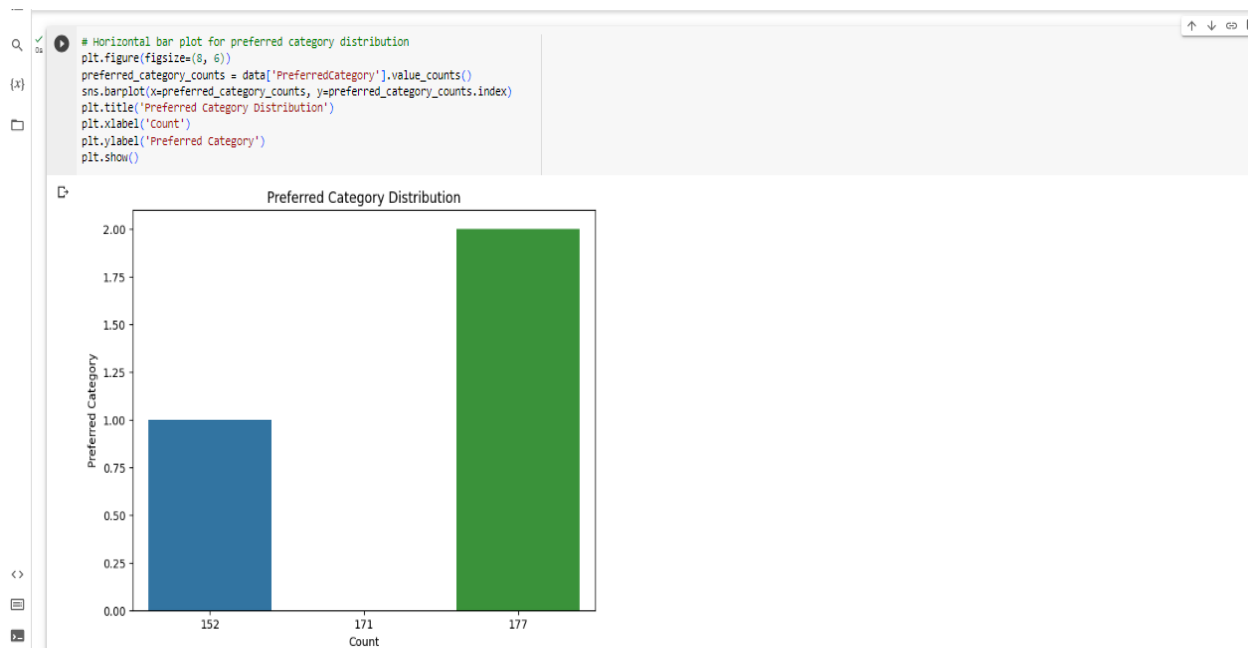 {x}
0s
# Horizontal bar plot for preferred category distribution
plt.figure(figsize=(8, 6))
preferred_category_counts = data['PreferredCategory'].value_counts()
sns.barplot(x=preferred_category_counts, y=preferred_category_counts.index)
plt.title('Preferred Category Distribution')
plt.xlabel('Count')
plt.ylabel('Preferred Category')
plt.show()
Preferred Category Distribution
2.00
1.75
1.50
1.25
1.00
0.75
0.50
0.25
0.00
Preferred Category
152 171 177
Count